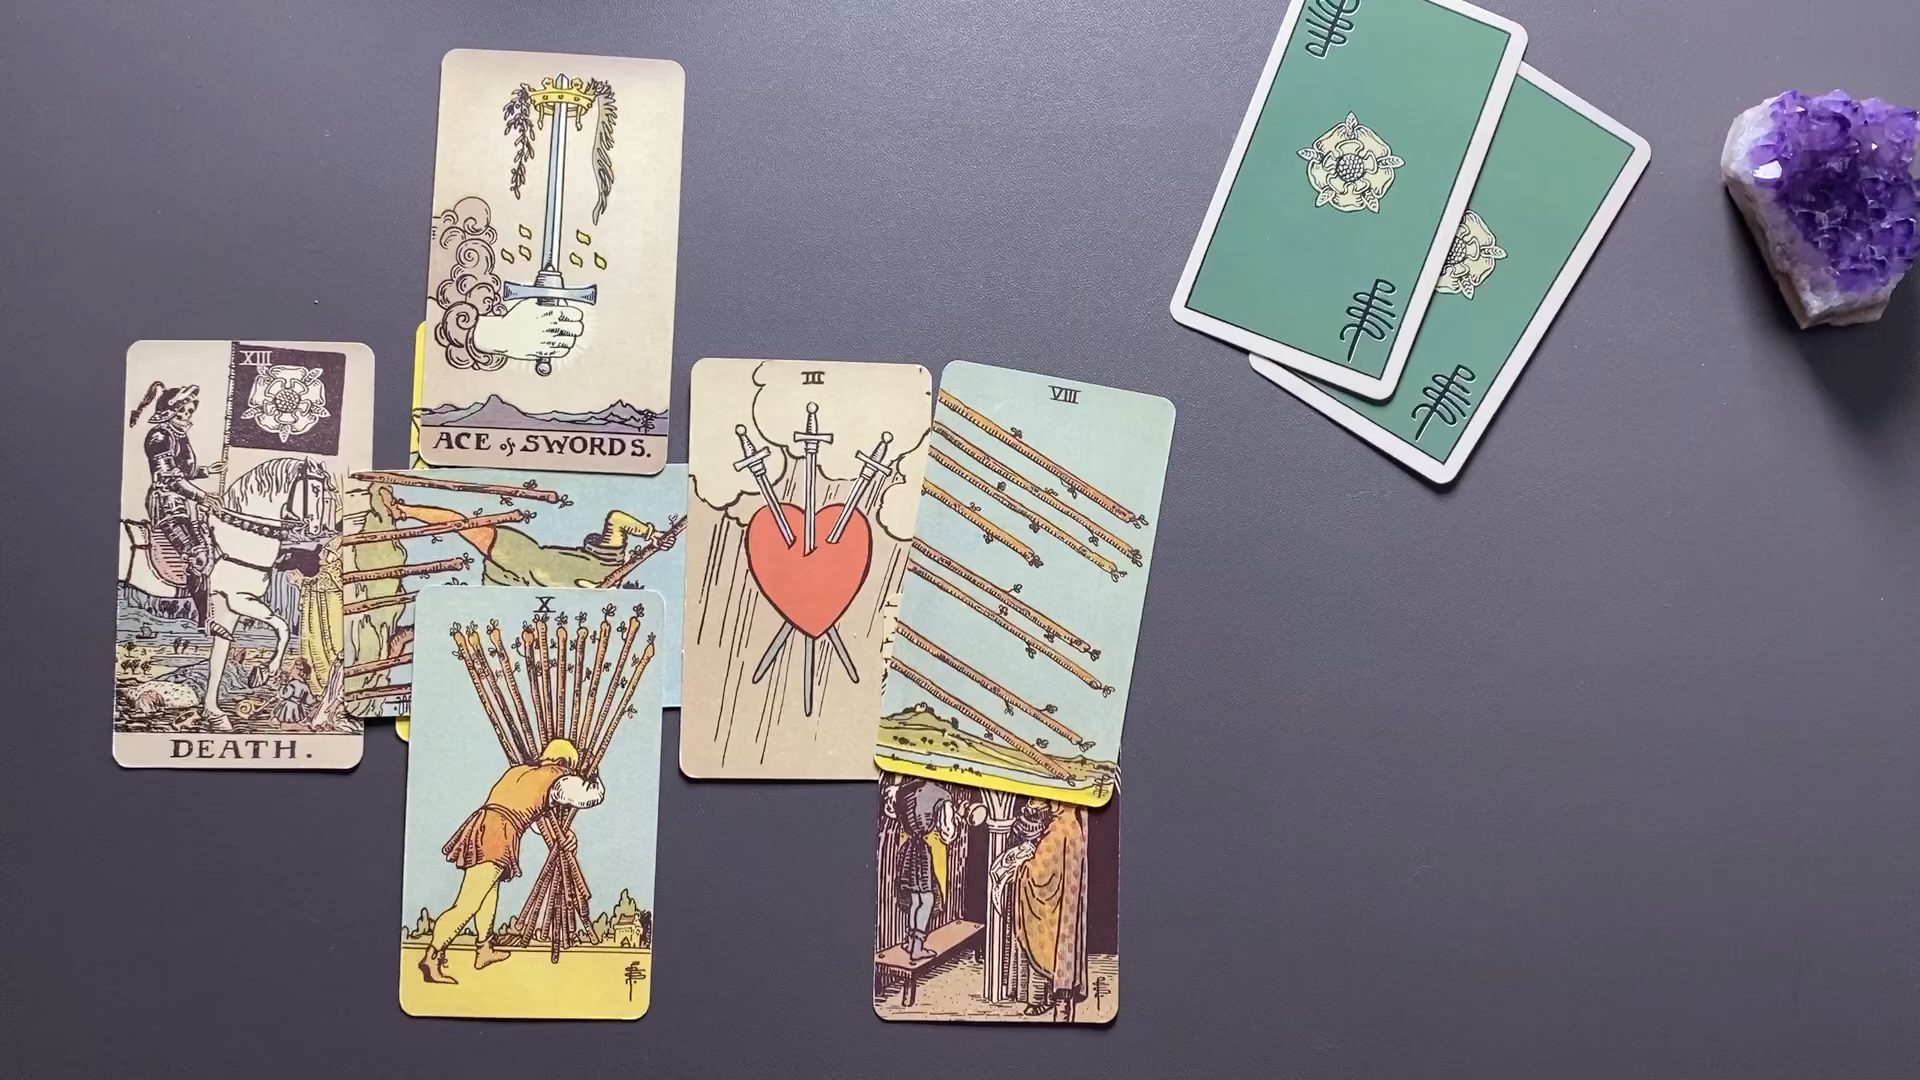 ACE of SWORDS.
XIII
DEATH.
III
VIII
X